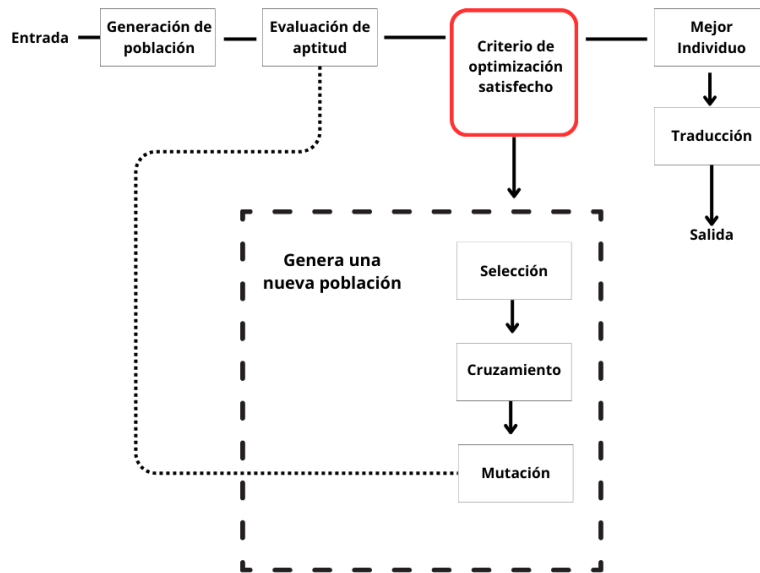 Entrada
Generación de
población
Evaluación de
aptitud
Criterio de
optimización
satisfecho
Mejor
Individuo
Traducción
Salida
Genera una
nueva población
Selección
Cruzamiento
Mutación